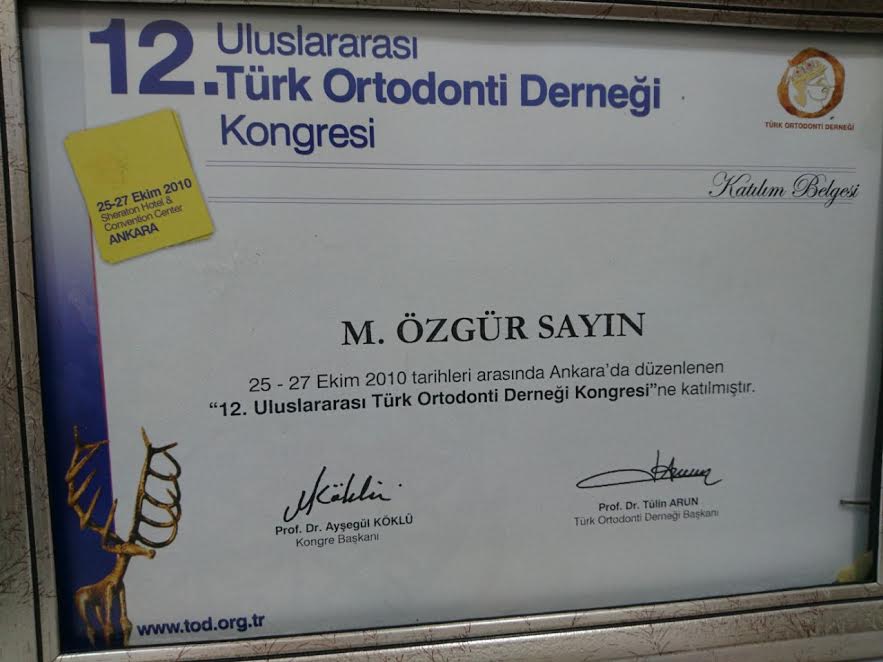 12. Uluslararası
Türk Ortodonti Derneği
Kongresi
TÜRK ORTODONTİ DERNEĞİ
25-27 Ekim 2010
Sheraton Hotel &
Convention Center
ANKARA
Katılım Belgesi
M. ÖZGÜR SAYIN
25 - 27 Ekim 2010 tarihleri arasında Ankara'da düzenlenen
"12. Uluslararası Türk Ortodonti Derneği Kongresi"ne katılmıştır.
Prof. Dr. Ayşegül KÖKLÜ
Kongre Başkanı
Prof. Dr. Tülin ARUN
Türk Ortodonti Derneği Başkanı
www.tod.org.tr